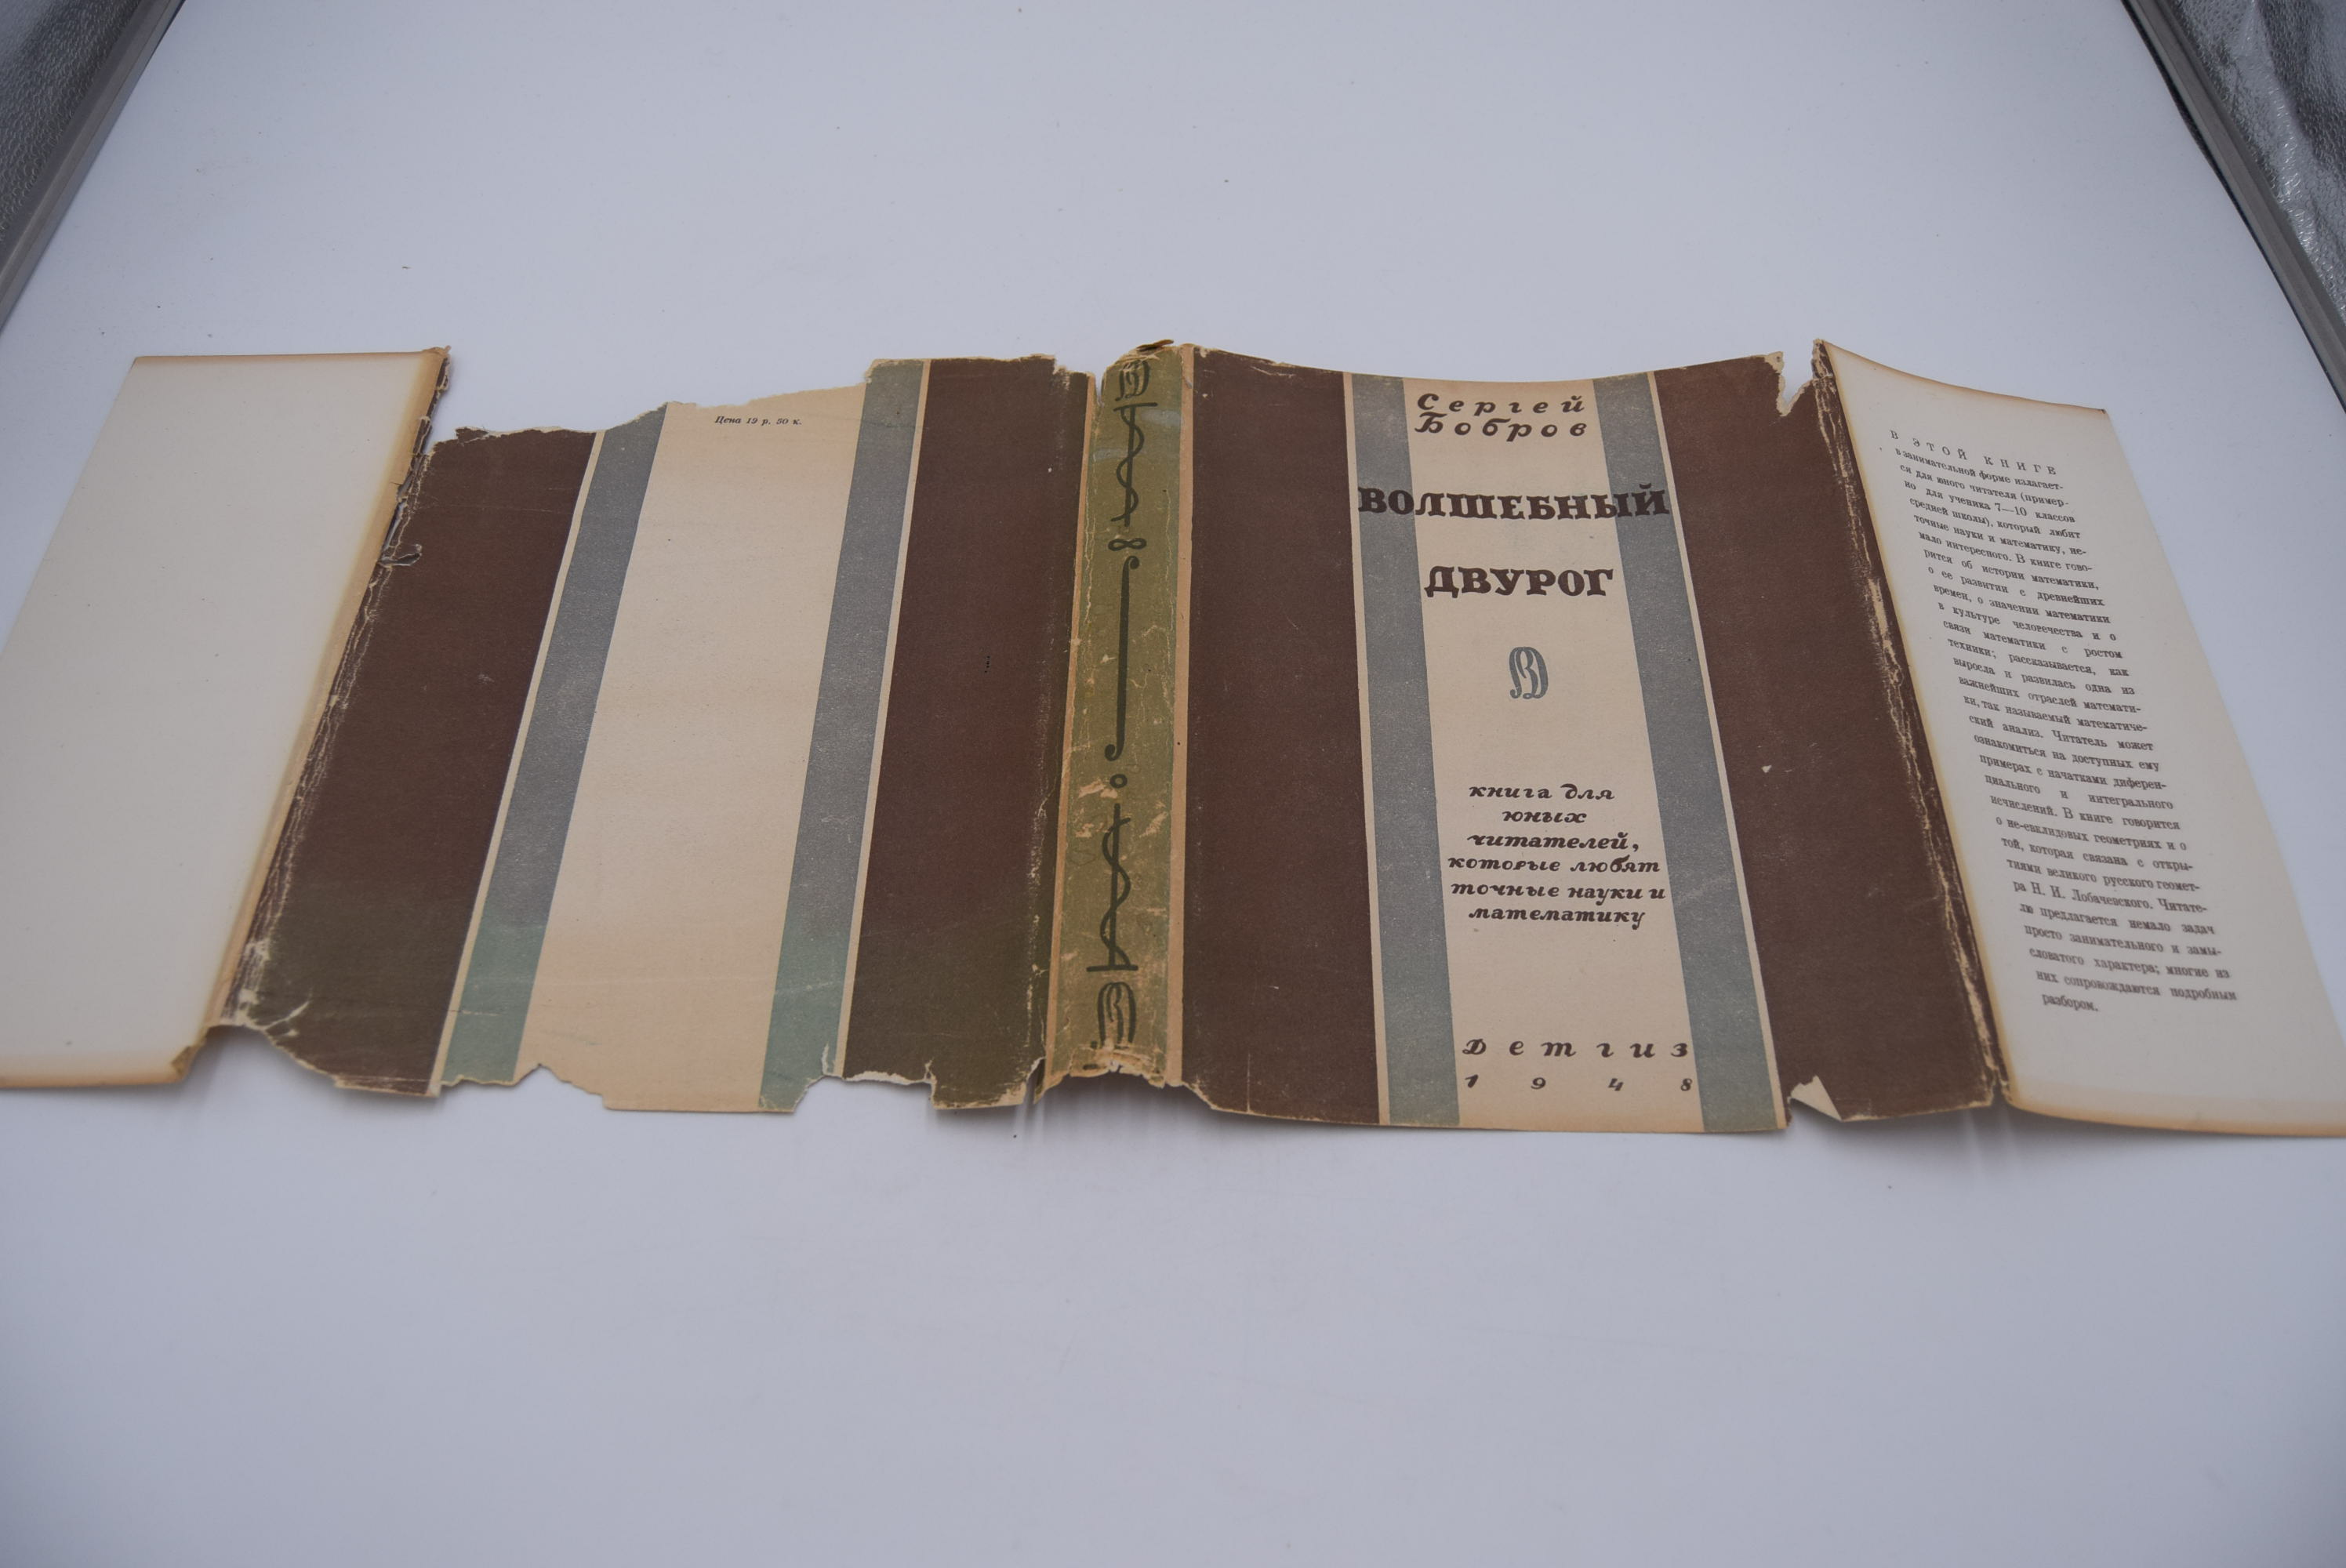 Цена 19 р. 50 к.
Сергей
Бобров
ВОЛШЕБНЫЙ
ДВУРОГ
книга для
юных
читателей,
которые любят
точные науки и
математику
Детгиз
1948
В ЭТОЙ КНИГЕ
в занимательной форме излагает-
ся для юного читателя (пример-
но для ученика 7—10 классов
средней школы), который любит
точные науки и математику, не-
мало интересного. В книге гово-
рится об истории математики,
о ее развитии с древнейших
времен, о значении математики
в культуре человечества и о
связи математики с ростом
техники; рассказывается, как
выросла и развилась одна из
важнейших отраслей математи-
ки, так называемый математиче-
ский анализ. Читатель может
ознакомиться на доступных ему
примерах с начатками диферен-
циального и интегрального
исчислений. В книге говорится
о не-евклидовых геометриях и о
той, которая связана с откры-
тиями великого русского геомет-
ра Н. И. Лобачевского. Читате-
лю предлагается немало задач
просто занимательного и замы-
словатого характера; многие из
них сопровождаются подробным
разбором.